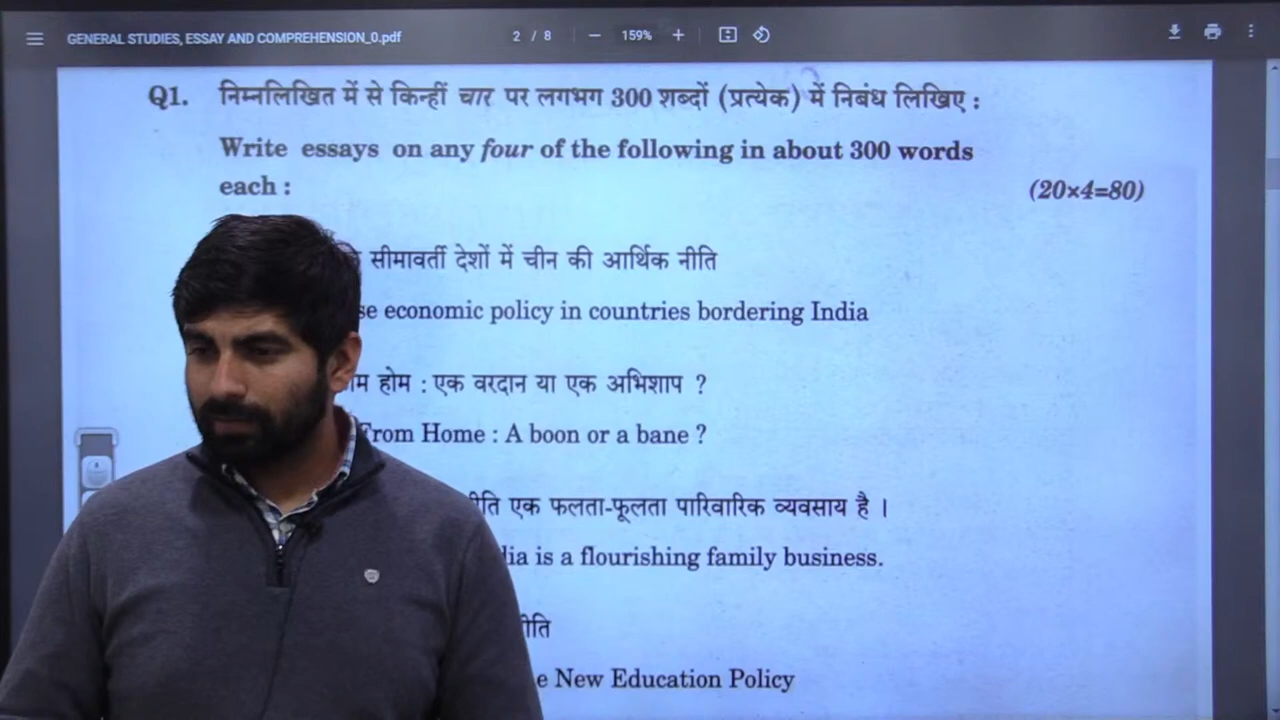 GENERAL STUDIES, ESSAY AND COMPREHENSION_0.pdf
2 / 8
159%
Q1. निम्नलिखित में से किन्हीं चार पर लगभग 300 शब्दों (प्रत्येक) में निबंध लिखिए :
Write essays on any four of the following in about 300 words
each :
(20×4=80)
सीमावर्ती देशों में चीन की आर्थिक नीति
economic policy in countries bordering India
होम : एक वरदान या एक अभिशाप ?
From Home : A boon or a bane ?
एक फलता-फूलता पारिवारिक व्यवसाय है ।
is a flourishing family business.
New Education Policy